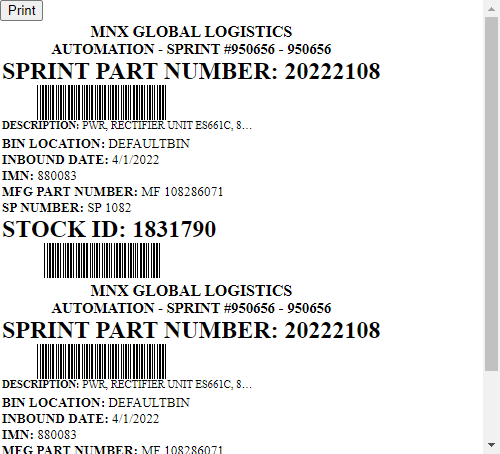 Print
MNX GLOBAL LOGISTICS
AUTOMATION - SPRINT #950656 - 950656
SPRINT PART NUMBER: 20222108
DESCRIPTION: PWR, RECTIFIER UNIT ES661C, 8…
BIN LOCATION: DEFAULTBIN
INBOUND DATE: 4/1/2022
IMN: 880083
MFG PART NUMBER: MF 108286071
SP NUMBER: SP 1082
STOCK ID: 1831790
MNX GLOBAL LOGISTICS
AUTOMATION - SPRINT #950656 - 950656
SPRINT PART NUMBER: 20222108
DESCRIPTION: PWR, RECTIFIER UNIT ES661C, 8…
BIN LOCATION: DEFAULTBIN
INBOUND DATE: 4/1/2022
IMN: 880083
MFG PART NUMBER: MF 108286071